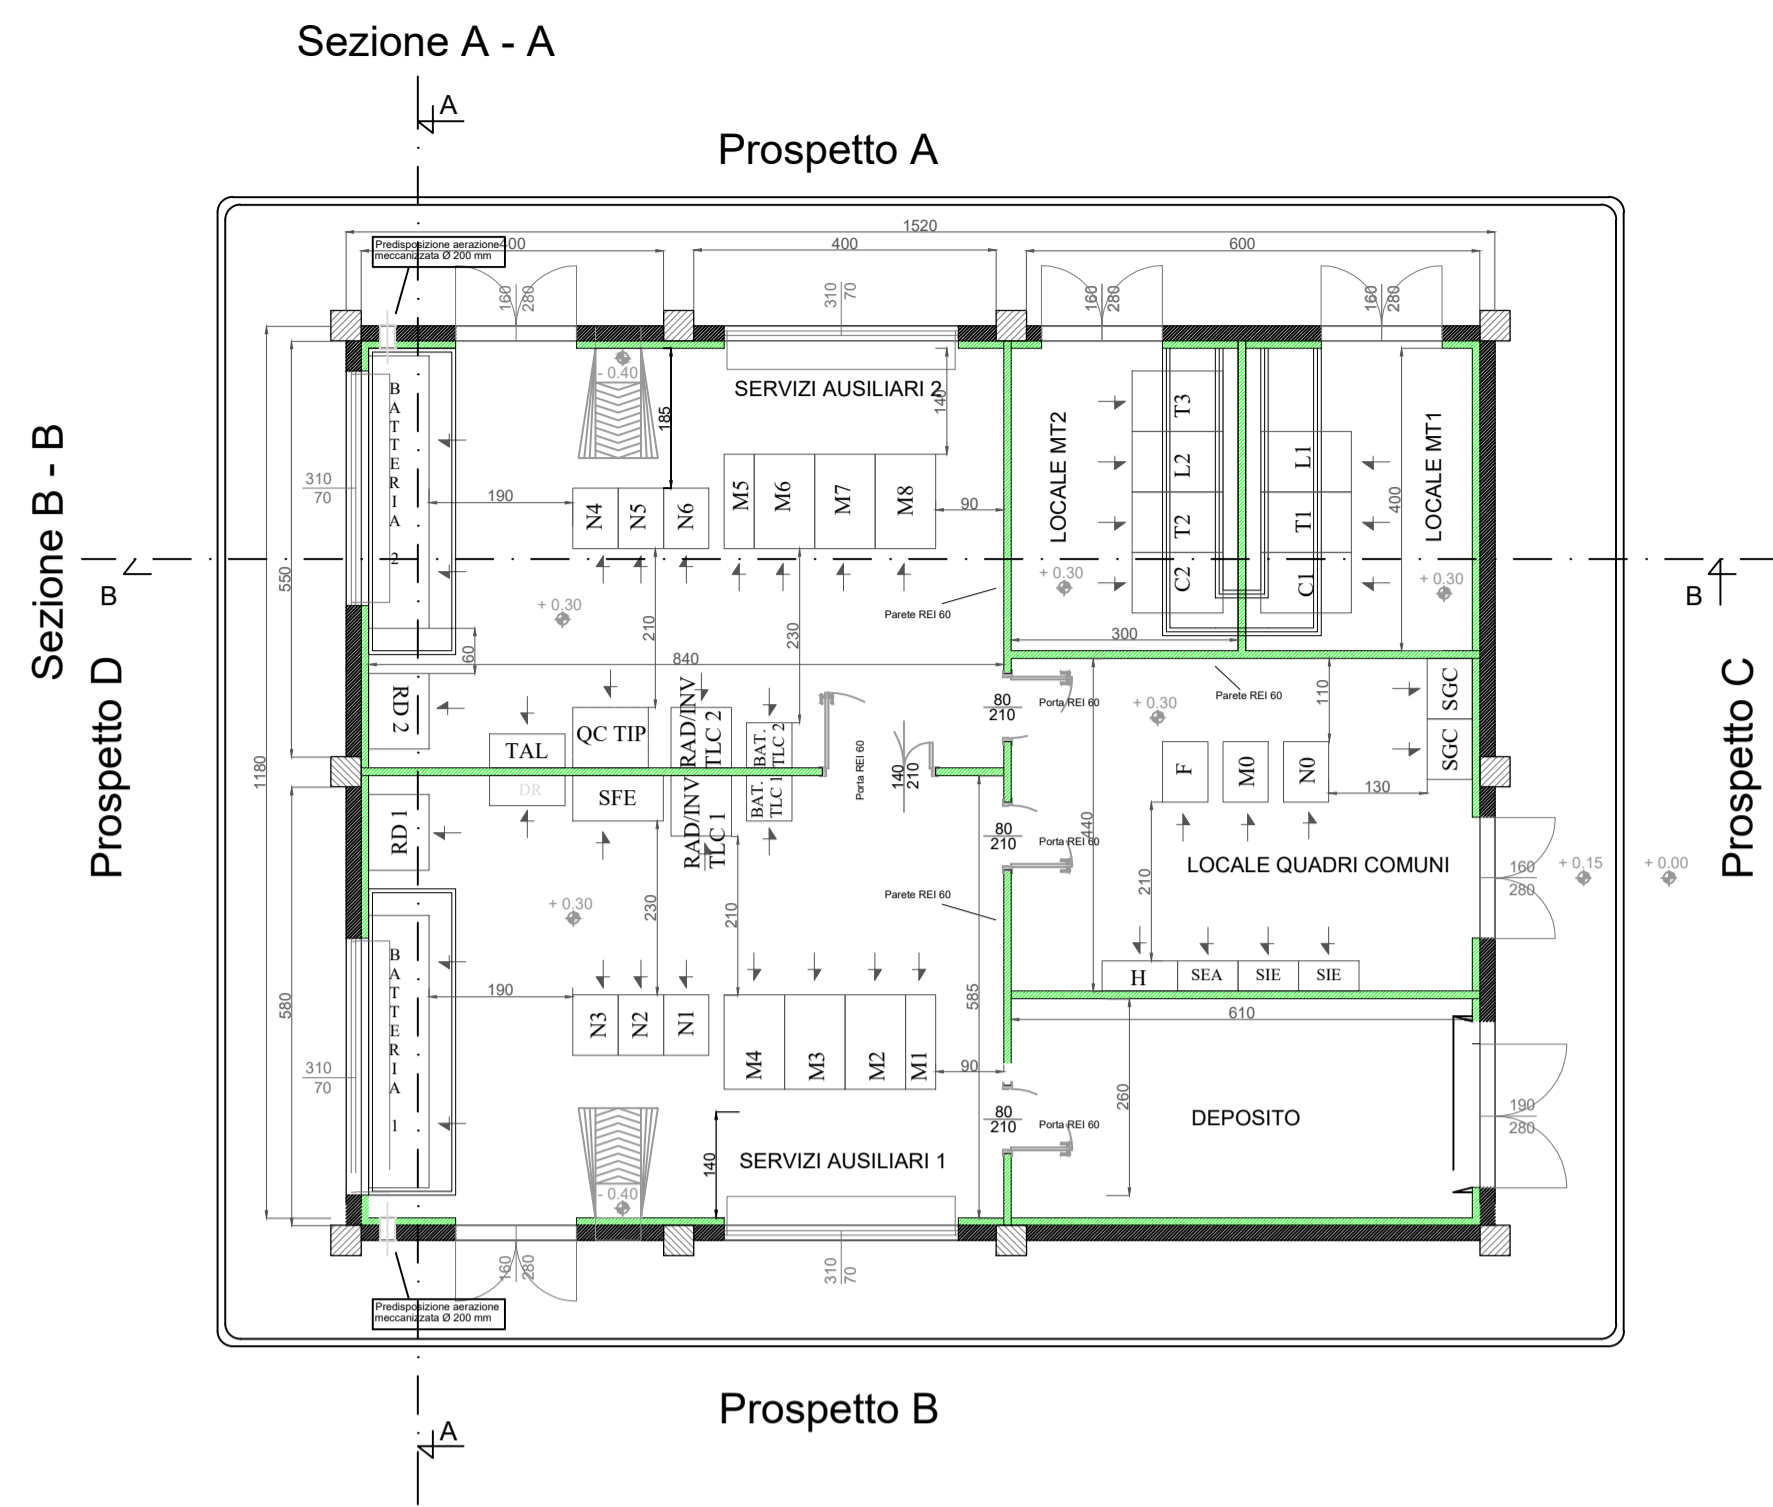 Sezione A - A
A
Prospetto A
1520
Predisposizione aerazione
meccanizzata Ø 200 mm
400
400
600
160
280
310
70
160
280
160
280
- 0.40
SERVIZI AUSILIARI 2
140
185
BATTERIA 2
310
70
190
N4
N5
N6
M5
M6
M7
M8
90
LOCALE MT2
T3
L2
T2
C2
L1
T1
C1
400
LOCALE MT1
Sezione B - B
B
B
550
+ 0.30
+ 0.30
+ 0.30
Parete REI 60
210
230
300
60
840
RD 2
TAL
QC TIP
RAD/INV
TLC 2
BAT.
TLC 2
80
210
Porta REI 60
Parete REI 60
+ 0.30
110
SGC
SGC
Prospetto D
Prospetto C
1180
DR
SFE
RAD/INV
TLC 1
BAT.
TLC 1
Porta REI 60
140
210
F
M0
N0
130
RD 1
80
210
Porta REI 60
440
LOCALE QUADRI COMUNI
160
280
+ 0.15
+ 0.00
+ 0.30
230
210
Parete REI 60
210
H
SEA
SIE
SIE
BATTERIA 1
190
580
585
610
N3
N2
N1
M4
M3
M2
M1
90
310
70
260
80
210
Porta REI 60
DEPOSITO
190
280
140
SERVIZI AUSILIARI 1
- 0.40
160
280
310
70
Predisposizione aerazione
meccanizzata Ø 200 mm
Prospetto B
A